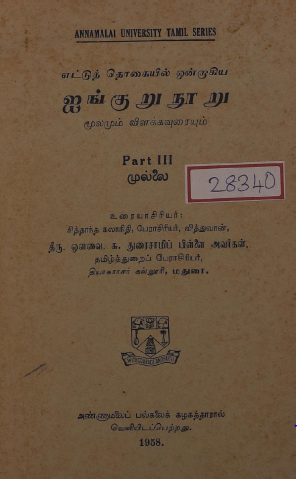 ANNAMALAI UNIVERSITY TAMIL SERIES
எட்டுத் தொகையில் ஒன்றாகிய
ஐங்குறுநூறு
மூலமும் விளக்கவுரையும்
Part III
முல்லை
28340
உரையாசிரியர்:
சித்தாந்த கலாநிதி, பேராசிரியர், வித்துவான்,
திரு. ஔவை. சு. துரைசாமிப் பிள்ளை அவர்கள்,
தமிழ்த்துறைப் பேராசிரியர்,
தியாகராசர் கல்லூரி, மதுரை.
அண்ணாமலைப் பல்கலைக் கழகத்தாரால்
வெளியிடப்பெற்றது.
1958.